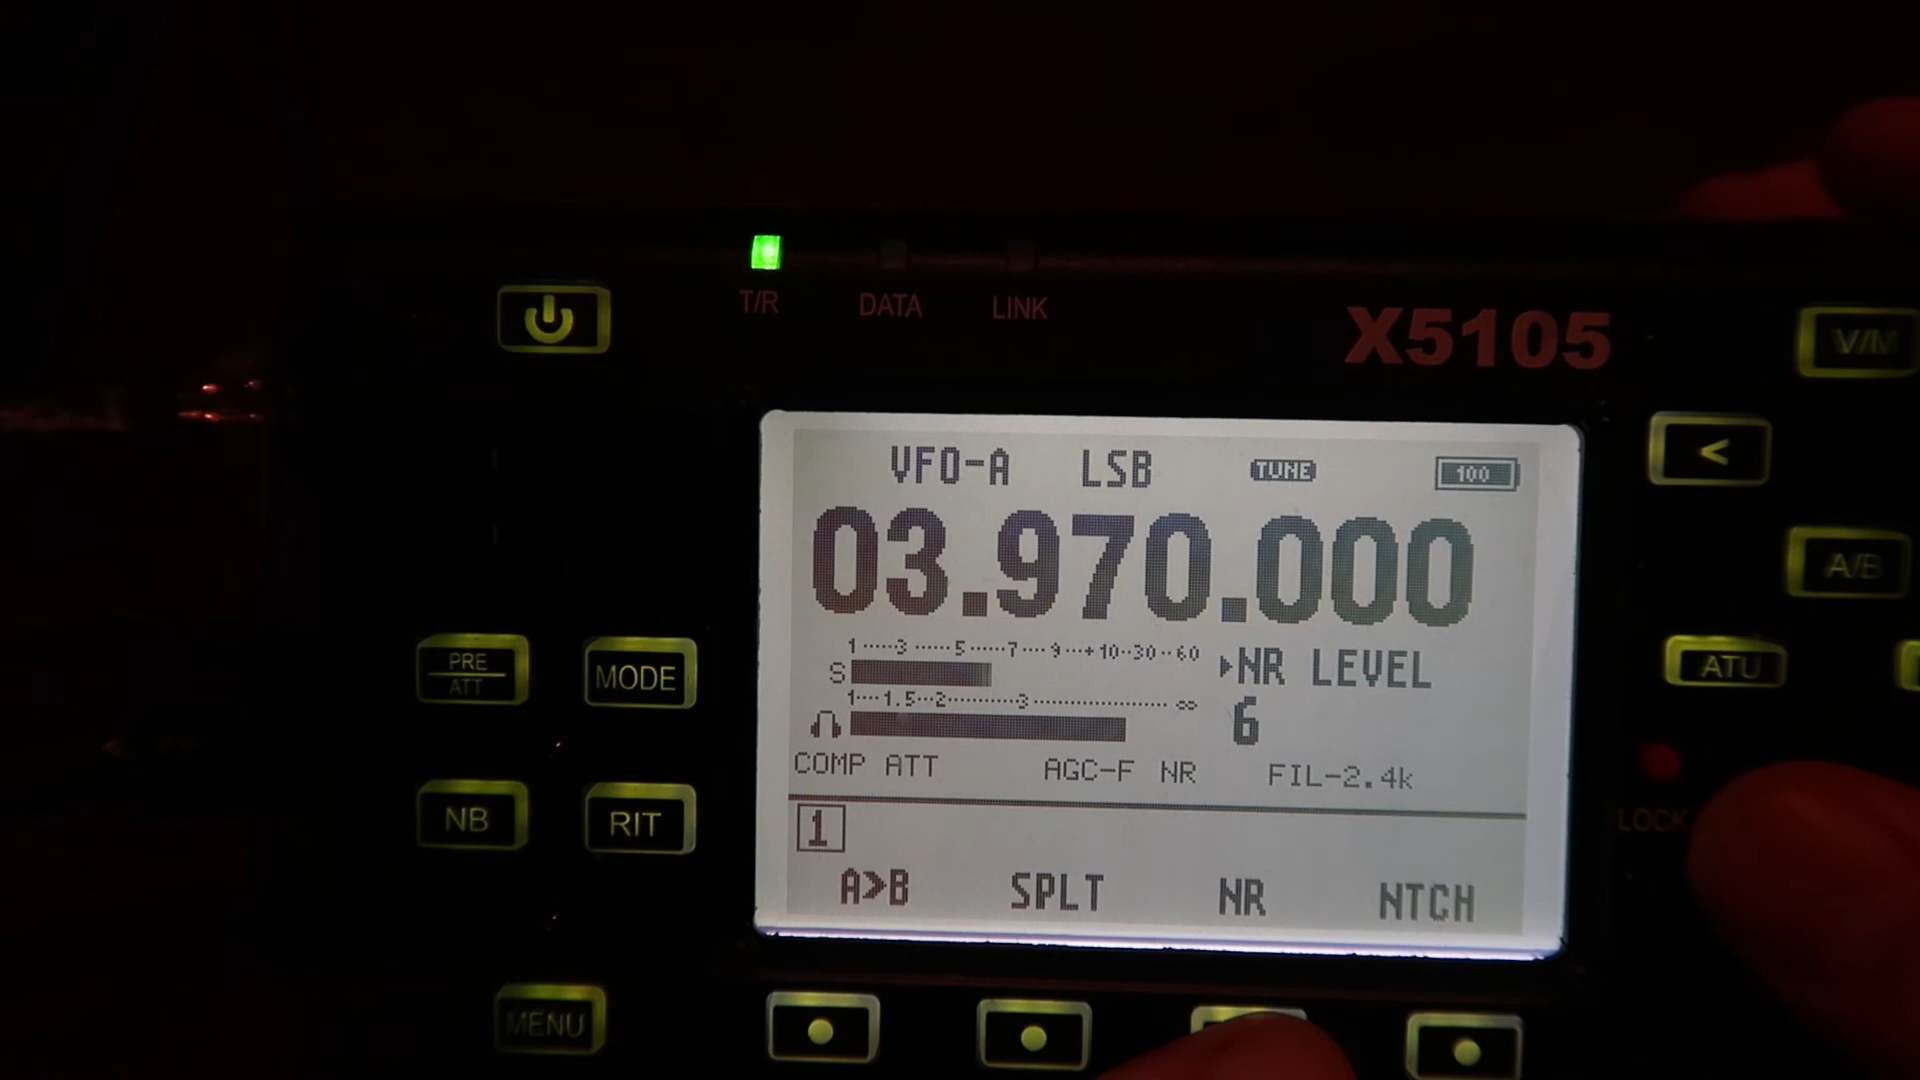 T/R DATA LINK
X5105
V/M
<
VFO-A LSB TUNE 100
03.970.000
A/B
1·····3······5······7····9···+10··30··60
S
▸NR LEVEL
6
1····1.5···2··········3··················∞
COMP ATT AGC-F NR FIL-2.4k
PRE
ATT
MODE
ATU
NB
RIT
LOCK
1
A>B SPLT NR NTCH
MENU